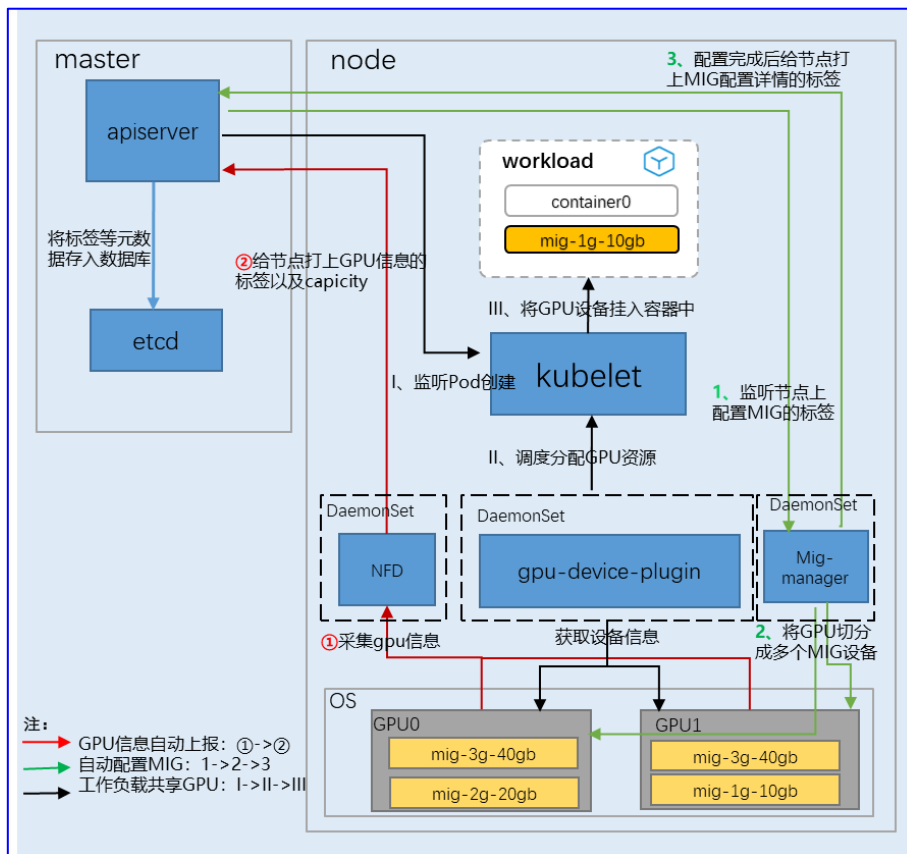 master
apiserver
将标签等元数
据存入数据库
etcd
node
3、配置完成后给节点打
上MIG配置详情的标签
workload
container0
mig-1g-10gb
②给节点打上GPU信息的
标签以及capicity
III、将GPU设备挂入容器中
kubelet
I、监听Pod创建
1、监听节点上
配置MIG的标签
II、调度分配GPU资源
DaemonSet
NFD
DaemonSet
gpu-device-plugin
DaemonSet
Mig-
manager
①采集gpu信息
获取设备信息
2、将GPU切分
成多个MIG设备
OS
GPU0
mig-3g-40gb
mig-2g-20gb
GPU1
mig-3g-40gb
mig-1g-10gb
注：
GPU信息自动上报：①->②
自动配置MIG：1->2->3
工作负载共享GPU：I->II->III